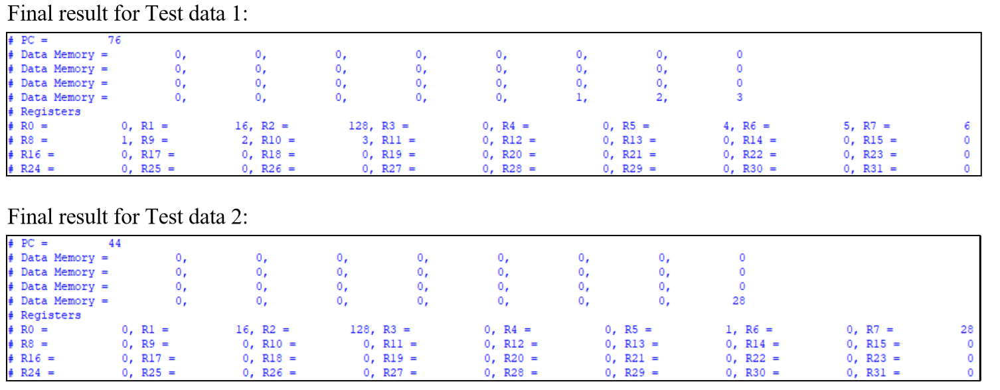 Final result for Test data 1:
# PC = 76
# Data Memory = 0, 0, 0, 0, 0, 0, 0, 0
# Data Memory = 0, 0, 0, 0, 0, 0, 0, 0
# Data Memory = 0, 0, 0, 0, 0, 0, 0, 0
# Data Memory = 0, 0, 0, 0, 0, 1, 2, 3
# Registers
# R0 = 0, R1 = 16, R2 = 128, R3 = 0, R4 = 0, R5 = 4, R6 = 5, R7 = 6
# R8 = 1, R9 = 2, R10 = 3, R11 = 0, R12 = 0, R13 = 0, R14 = 0, R15 = 0
# R16 = 0, R17 = 0, R18 = 0, R19 = 0, R20 = 0, R21 = 0, R22 = 0, R23 = 0
# R24 = 0, R25 = 0, R26 = 0, R27 = 0, R28 = 0, R29 = 0, R30 = 0, R31 = 0
Final result for Test data 2:
# PC = 44
# Data Memory = 0, 0, 0, 0, 0, 0, 0, 0
# Data Memory = 0, 0, 0, 0, 0, 0, 0, 0
# Data Memory = 0, 0, 0, 0, 0, 0, 0, 0
# Data Memory = 0, 0, 0, 0, 0, 0, 0, 28
# Registers
# R0 = 0, R1 = 16, R2 = 128, R3 = 0, R4 = 0, R5 = 1, R6 = 0, R7 = 28
# R8 = 0, R9 = 0, R10 = 0, R11 = 0, R12 = 0, R13 = 0, R14 = 0, R15 = 0
# R16 = 0, R17 = 0, R18 = 0, R19 = 0, R20 = 0, R21 = 0, R22 = 0, R23 = 0
# R24 = 0, R25 = 0, R26 = 0, R27 = 0, R28 = 0, R29 = 0, R30 = 0, R31 = 0